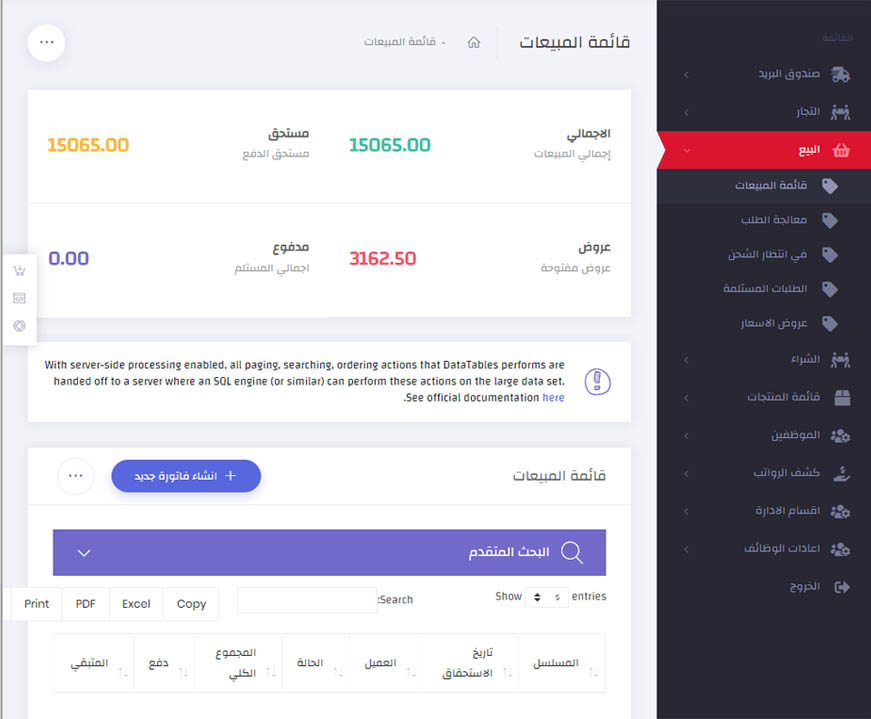 القائمة
صندوق البريد
التجار
البيع
قائمة المبيعات
معالجة الطلب
في انتظار الشحن
الطلبات المستلمة
عروض الاسعار
الشراء
قائمة المنتجات
الموظفين
كشف الرواتب
اقسام الادارة
اعادات الوظائف
الخروج
قائمة المبيعات
- قائمة المبيعات
الاجمالي
إجمالي المبيعات
15065.00
مستحق
مستحق الدفع
15065.00
عروض
عروض مفتوحة
3162.50
مدفوع
اجمالي المستلم
0.00
With server-side processing enabled, all paging, searching, ordering actions that DataTables performs are
handed off to a server where an SQL engine (or similar) can perform these actions on the large data set.
.See official documentation here
قائمة المبيعات
+ انشاء فاتورة جديد
البحث المتقدم
Show 5 entries
Search:
Copy
Excel
PDF
Print
المسلسل
تاريخ
الاستحقاق
العميل
الحالة
المجموع
الكلي
دفع
المتبقي